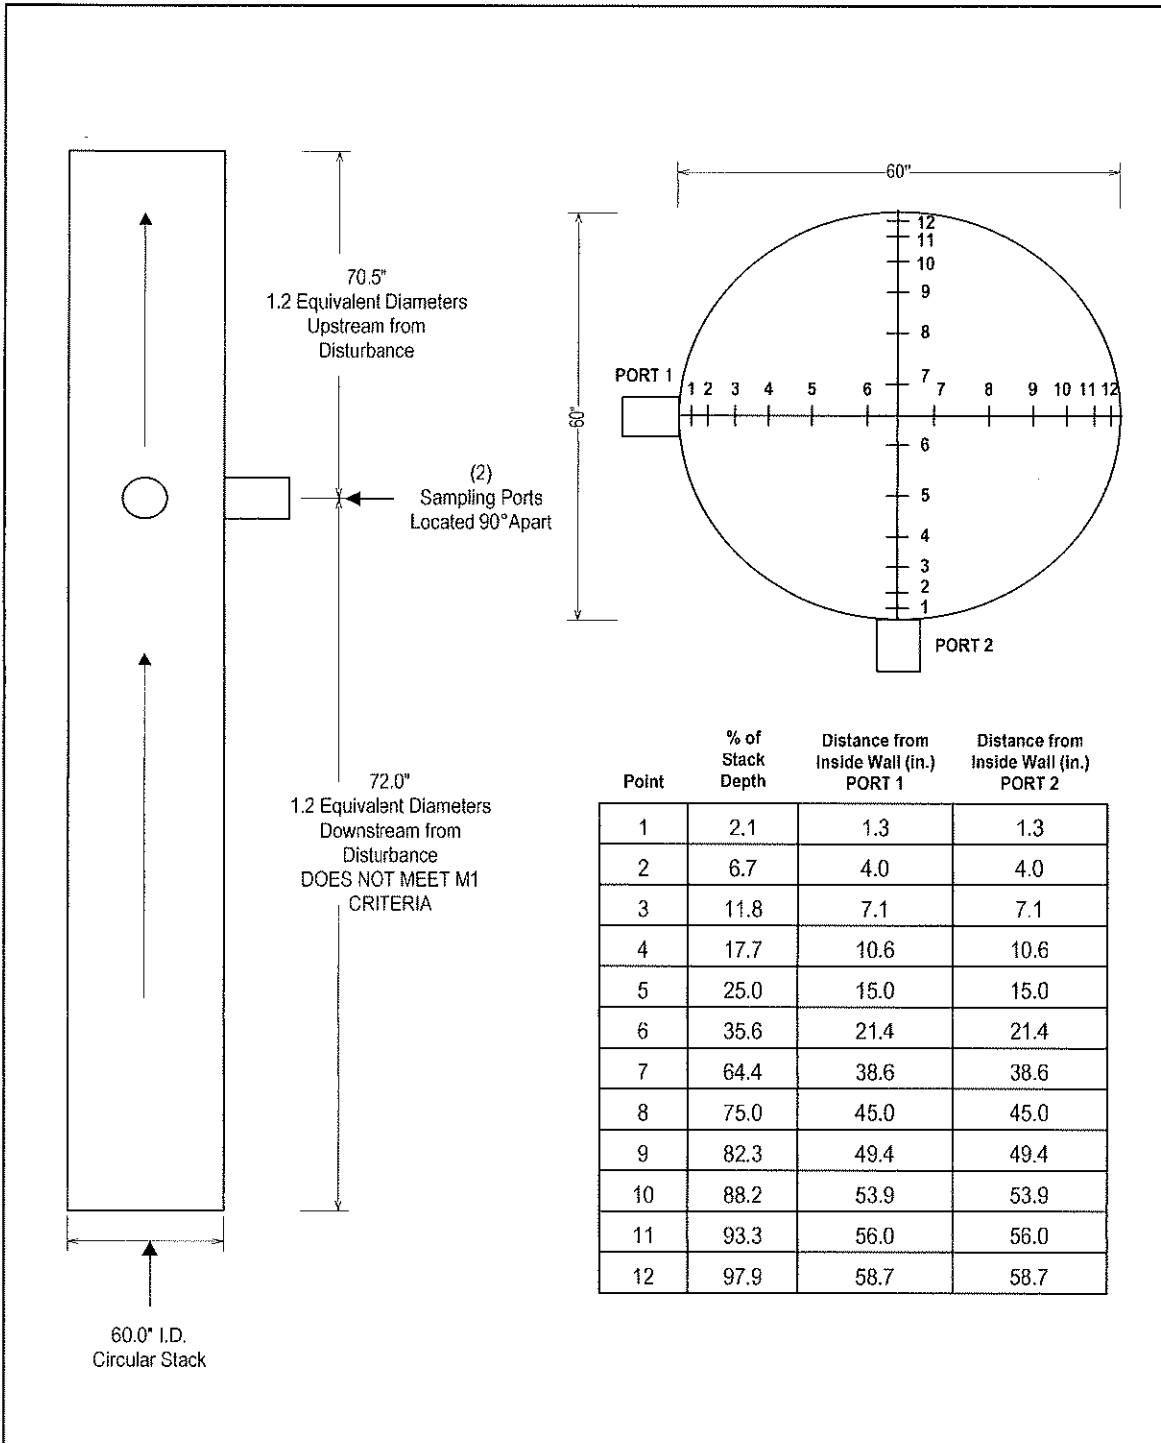 70.5"
1.2 Equivalent Diameters
Upstream from
Disturbance
(2)
Sampling Ports
Located 90°Apart
72.0"
1.2 Equivalent Diameters
Downstream from
Disturbance
DOES NOT MEET M1
CRITERIA
60.0" I.D.
Circular Stack
60"
60"
PORT 1
1 2 3 4 5 6 7 8 9 10 11 12
12
11
10
9
8
7
6
5
4
3
2
1
PORT 2
Point % of Stack Depth Distance from Inside Wall (in.) PORT 1 Distance from Inside Wall (in.) PORT 2
1 2.1 1.3 1.3
2 6.7 4.0 4.0
3 11.8 7.1 7.1
4 17.7 10.6 10.6
5 25.0 15.0 15.0
6 35.6 21.4 21.4
7 64.4 38.6 38.6
8 75.0 45.0 45.0
9 82.3 49.4 49.4
10 88.2 53.9 53.9
11 93.3 56.0 56.0
12 97.9 58.7 58.7